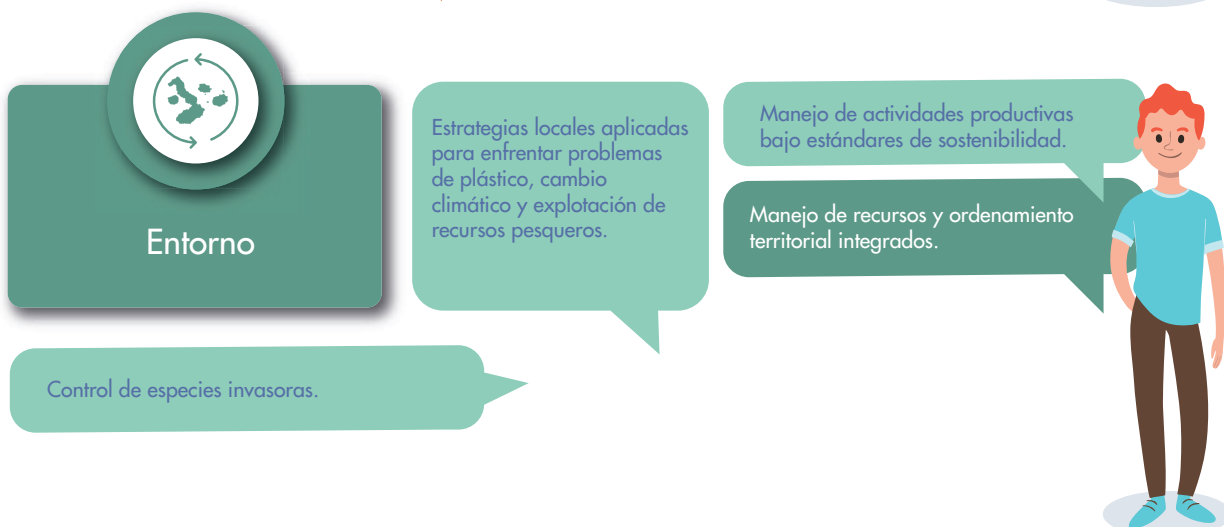 Entorno
Estrategias locales aplicadas
para enfrentar problemas
de plástico, cambio
climático y explotación de
recursos pesqueros.
Manejo de actividades productivas
bajo estándares de sostenibilidad.
Manejo de recursos y ordenamiento
territorial integrados.
Control de especies invasoras.